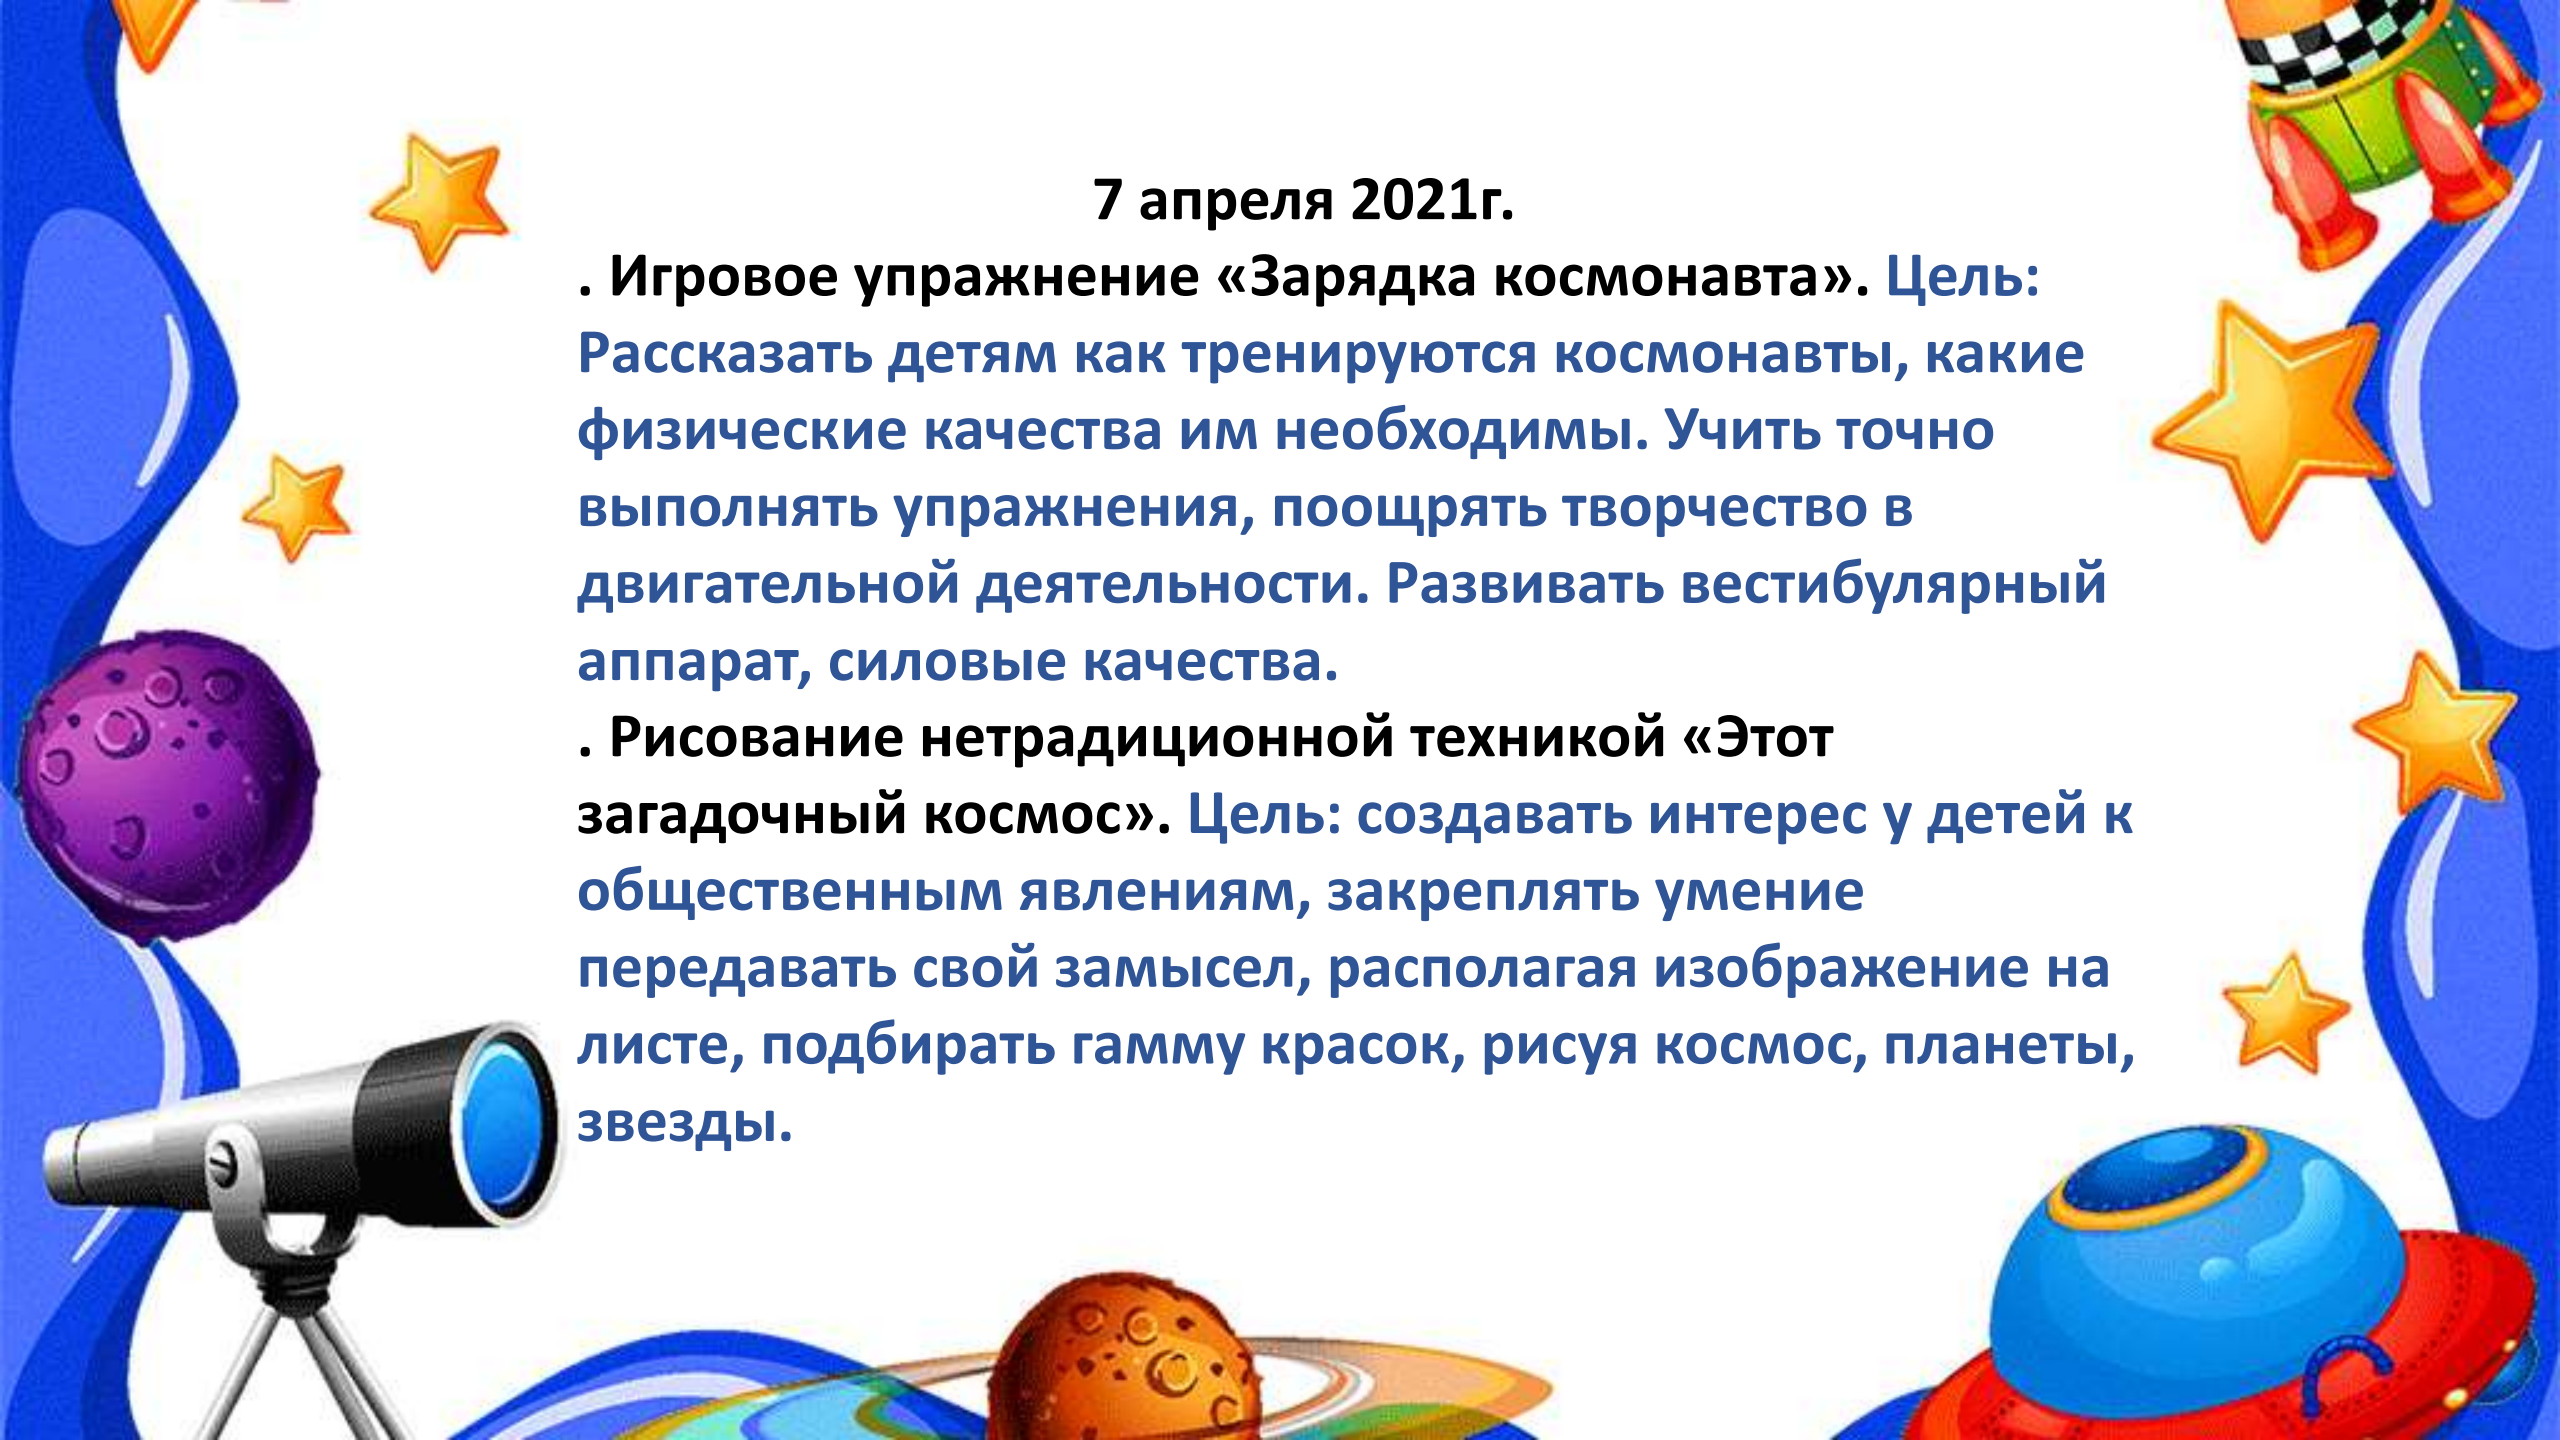 7 апреля 2021г.
. Игровое упражнение «Зарядка космонавта». Цель:
Рассказать детям как тренируются космонавты, какие
физические качества им необходимы. Учить точно
выполнять упражнения, поощрять творчество в
двигательной деятельности. Развивать вестибулярный
аппарат, силовые качества.
. Рисование нетрадиционной техникой «Этот
загадочный космос». Цель: создавать интерес у детей к
общественным явлениям, закреплять умение
передавать свой замысел, располагая изображение на
листе, подбирать гамму красок, рисуя космос, планеты,
звезды.